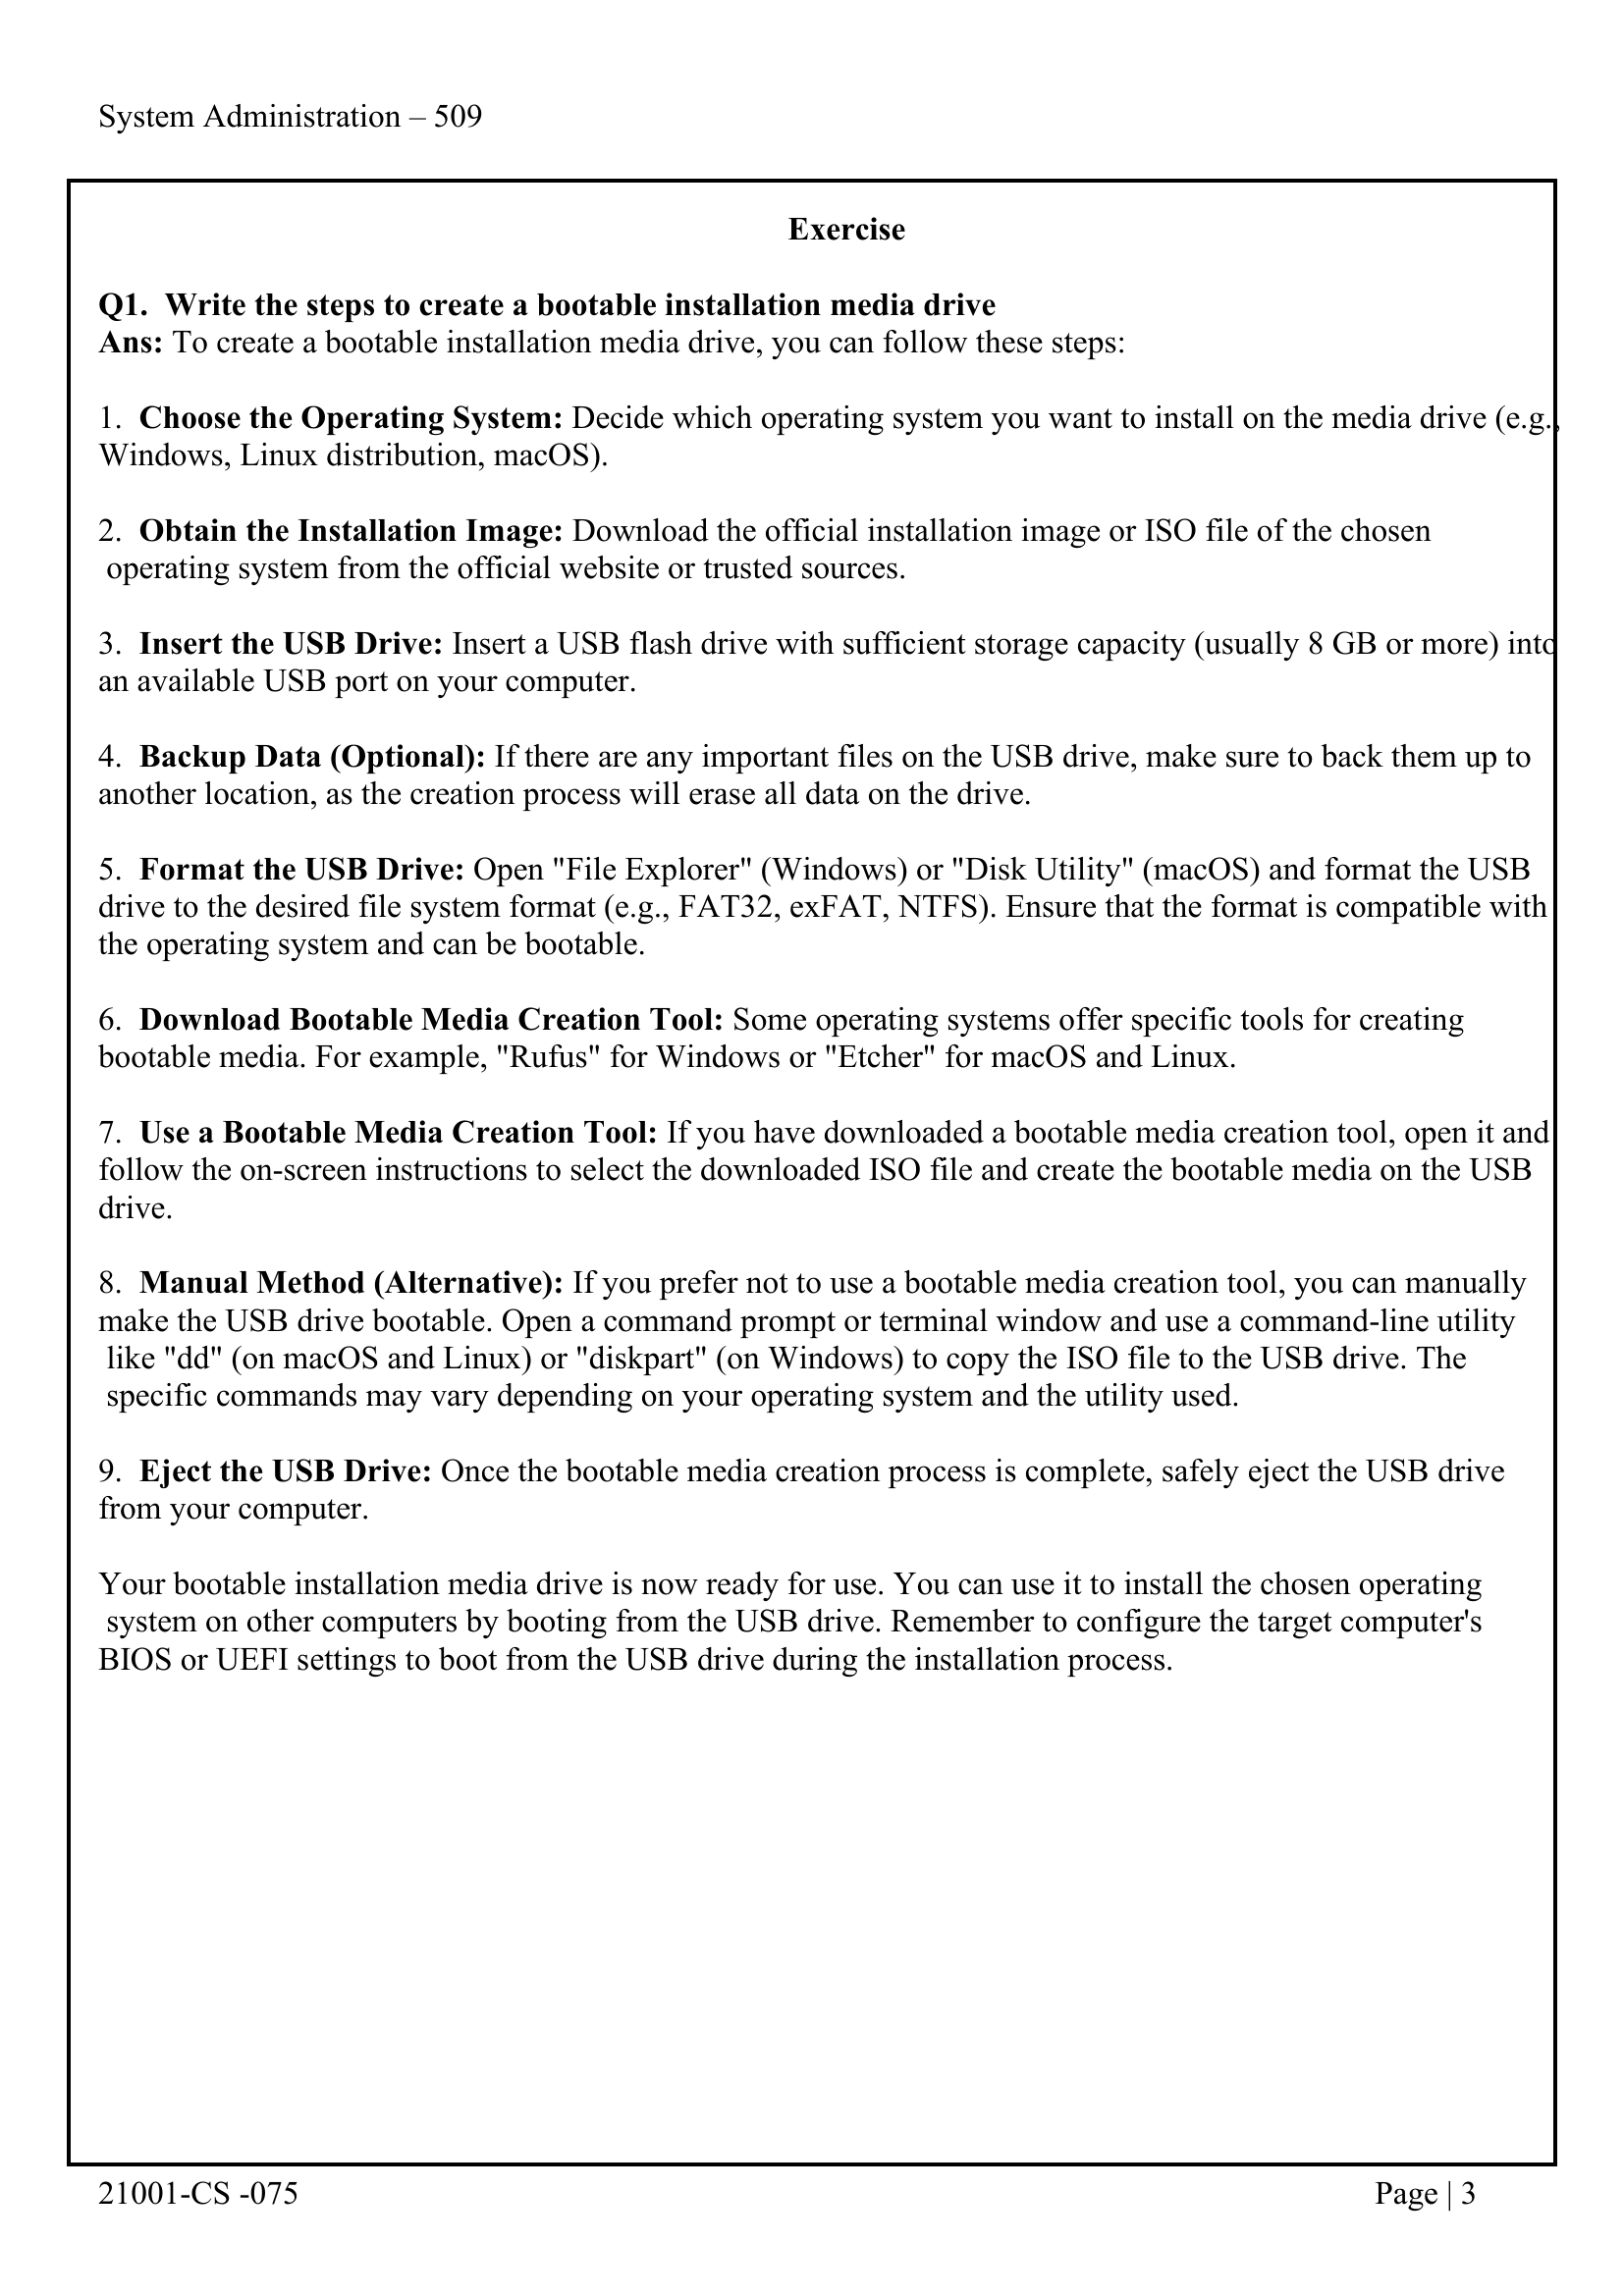 System Administration – 509
Exercise
Q1.  Write the steps to create a bootable installation media drive
Ans: To create a bootable installation media drive, you can follow these steps:
1.  Choose the Operating System: Decide which operating system you want to install on the media drive (e.g.,
Windows, Linux distribution, macOS).
2.  Obtain the Installation Image: Download the official installation image or ISO file of the chosen
operating system from the official website or trusted sources.
3.  Insert the USB Drive: Insert a USB flash drive with sufficient storage capacity (usually 8 GB or more) into
an available USB port on your computer.
4.  Backup Data (Optional): If there are any important files on the USB drive, make sure to back them up to
another location, as the creation process will erase all data on the drive.
5.  Format the USB Drive: Open "File Explorer" (Windows) or "Disk Utility" (macOS) and format the USB
drive to the desired file system format (e.g., FAT32, exFAT, NTFS). Ensure that the format is compatible with
the operating system and can be bootable.
6.  Download Bootable Media Creation Tool: Some operating systems offer specific tools for creating
bootable media. For example, "Rufus" for Windows or "Etcher" for macOS and Linux.
7.  Use a Bootable Media Creation Tool: If you have downloaded a bootable media creation tool, open it and
follow the on-screen instructions to select the downloaded ISO file and create the bootable media on the USB
drive.
8.  Manual Method (Alternative): If you prefer not to use a bootable media creation tool, you can manually
make the USB drive bootable. Open a command prompt or terminal window and use a command-line utility
like "dd" (on macOS and Linux) or "diskpart" (on Windows) to copy the ISO file to the USB drive. The
specific commands may vary depending on your operating system and the utility used.
9.  Eject the USB Drive: Once the bootable media creation process is complete, safely eject the USB drive
from your computer.
Your bootable installation media drive is now ready for use. You can use it to install the chosen operating
system on other computers by booting from the USB drive. Remember to configure the target computer's
BIOS or UEFI settings to boot from the USB drive during the installation process.
21001-CS -075
Page | 3